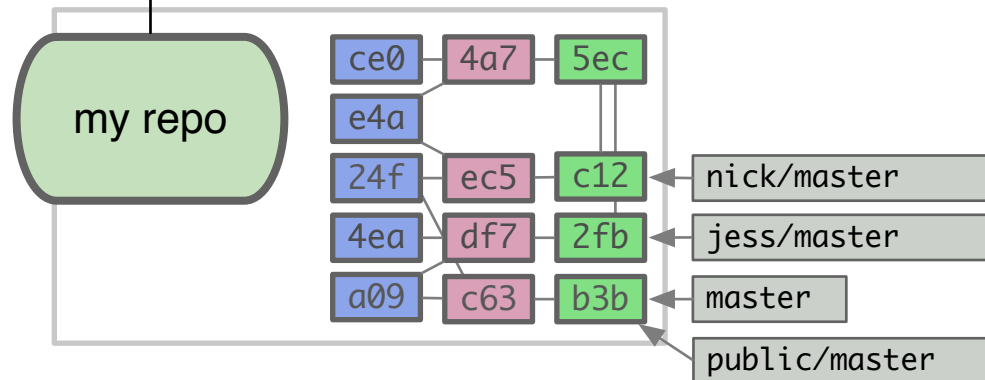 ce0 4a7 5ec
my repo e4a
24f ec5 c12 nick/master
4ea df7 2fb jess/master
a09 c63 b3b master
public/master